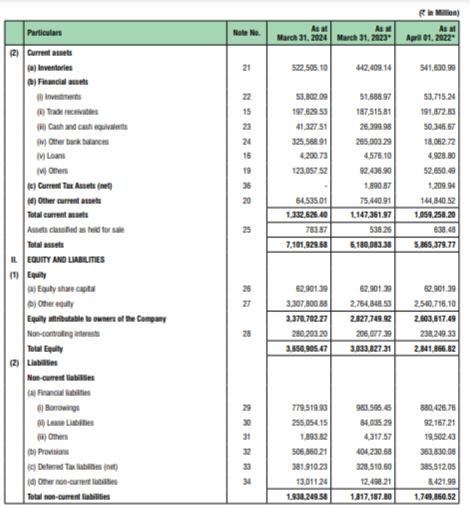 (₹ in Million)
Particulars Note No. As at March 31, 2024 As at March 31, 2023* As at April 01, 2022*
(2) Current assets
(a) Inventories 21 522,505.10 442,409.14 541,630.99
(b) Financial assets
(i) Investments 22 53,802.09 51,688.97 53,715.24
(ii) Trade receivables 15 197,629.53 187,515.81 191,872.83
(iii) Cash and cash equivalents 23 41,327.51 26,399.98 50,346.67
(iv) Other bank balances 24 325,568.91 265,003.29 18,062.72
(v) Loans 16 4,200.73 4,576.10 4,928.80
(vi) Others 19 123,057.52 92,436.90 52,650.49
(c) Current Tax Assets (net) 36 - 1,890.87 1,209.94
(d) Other current assets 20 64,535.01 75,440.91 144,840.52
Total current assets 1,332,626.40 1,147,361.97 1,059,258.20
Assets classified as held for sale 25 783.87 538.26 638.48
Total assets 7,101,929.68 6,180,083.38 5,865,379.77
II. EQUITY AND LIABILITIES
(1) Equity
(a) Equity share capital 26 62,901.39 62,901.39 62,901.39
(b) Other equity 27 3,307,800.88 2,764,848.53 2,540,716.10
Equity attributable to owners of the Company 3,370,702.27 2,827,749.92 2,603,617.49
Non-controlling interests 28 280,203.20 206,077.39 238,249.33
Total Equity 3,650,905.47 3,033,827.31 2,841,866.82
(2) Liabilities
Non-current liabilities
(a) Financial liabilities
(i) Borrowings 29 779,519.93 983,595.45 880,426.76
(ii) Lease Liabilities 30 255,054.15 84,035.29 92,167.21
(iii) Others 31 1,893.82 4,317.57 19,502.43
(b) Provisions 32 506,860.21 404,230.68 363,830.08
(c) Deferred Tax liabilities (net) 33 381,910.23 328,510.60 385,512.05
(d) Other non-current liabilities 34 13,011.24 12,498.21 8,421.99
Total non-current liabilities 1,938,249.58 1,817,187.80 1,749,860.52